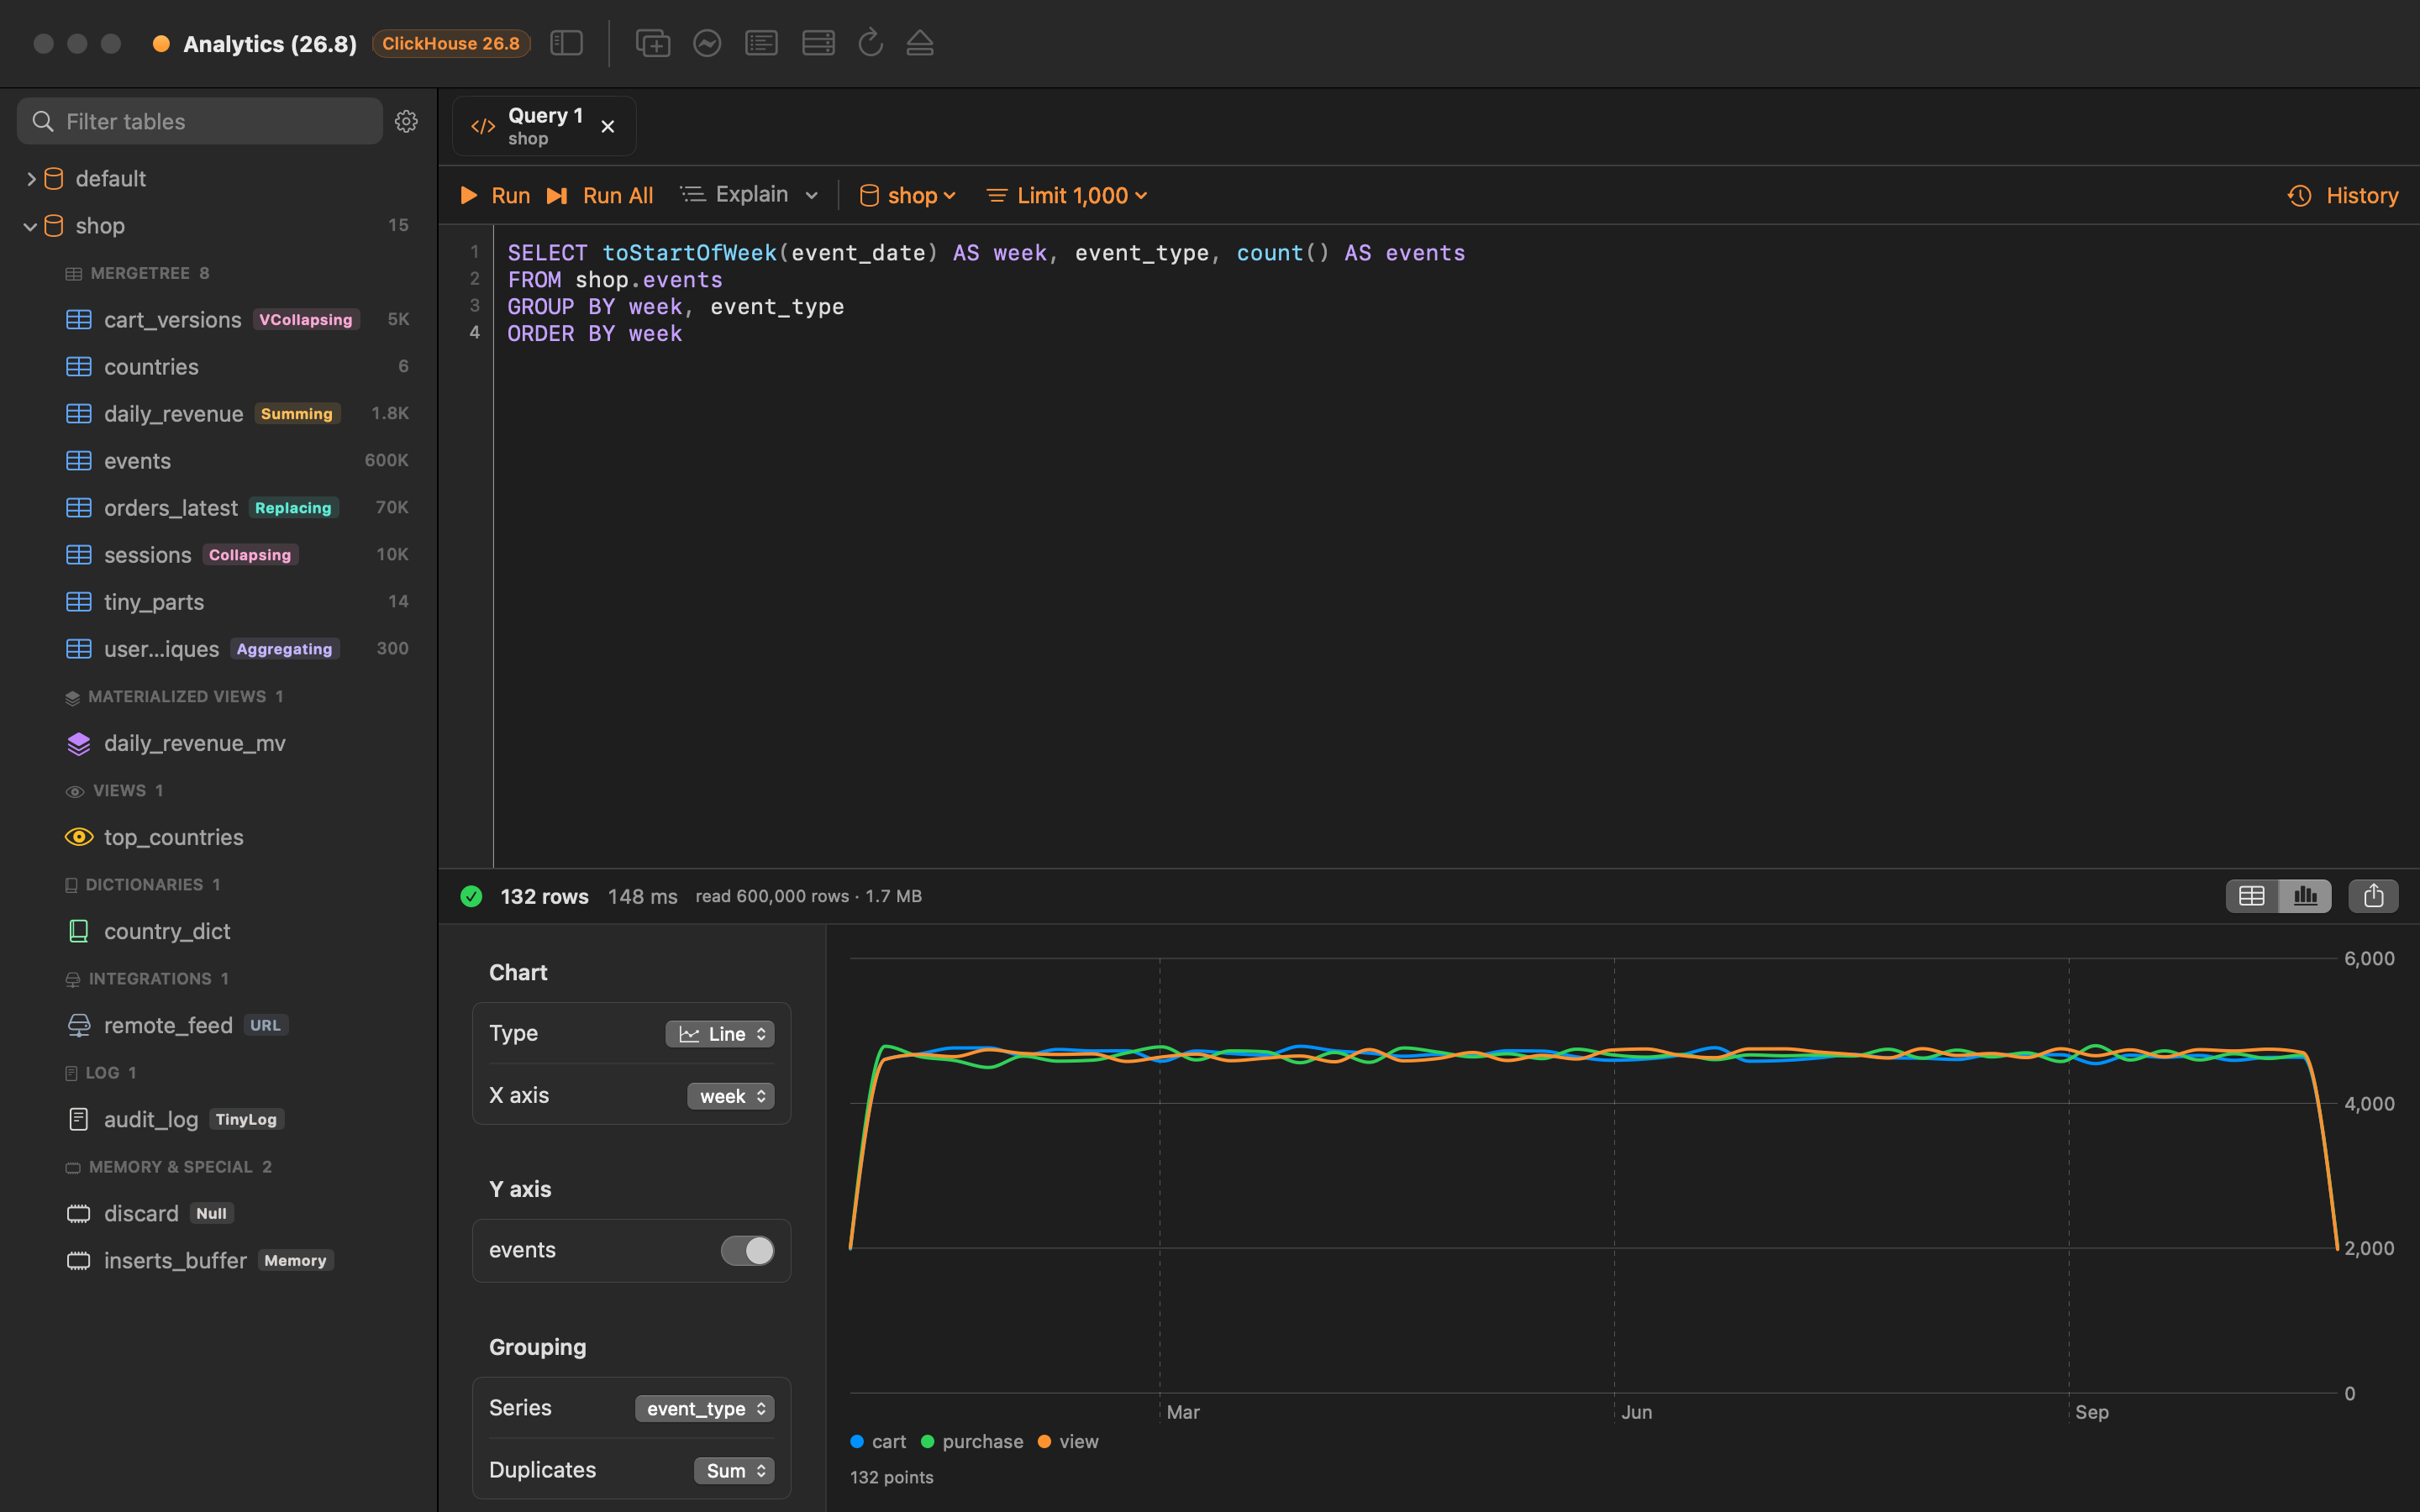 Analytics (26.8) ClickHouse 26.8
Filter tables
default
shop 15
MERGETREE 8
cart_versions VCollapsing 5K
countries 6
daily_revenue Summing 1.8K
events 600K
orders_latest Replacing 70K
sessions Collapsing 10K
tiny_parts 14
user...iques Aggregating 300
MATERIALIZED VIEWS 1
daily_revenue_mv
VIEWS 1
top_countries
DICTIONARIES 1
country_dict
INTEGRATIONS 1
remote_feed URL
LOG 1
audit_log TinyLog
MEMORY & SPECIAL 2
discard Null
inserts_buffer Memory
</> Query 1
shop
Run Run All Explain shop Limit 1,000 History
1 SELECT toStartOfWeek(event_date) AS week, event_type, count() AS events
2 FROM shop.events
3 GROUP BY week, event_type
4 ORDER BY week
132 rows 148 ms read 600,000 rows · 1.7 MB
Chart
Type Line
X axis week
Y axis
events
Grouping
Series event_type
Duplicates Sum
6,000
4,000
2,000
0
Mar Jun Sep
cart purchase view
132 points